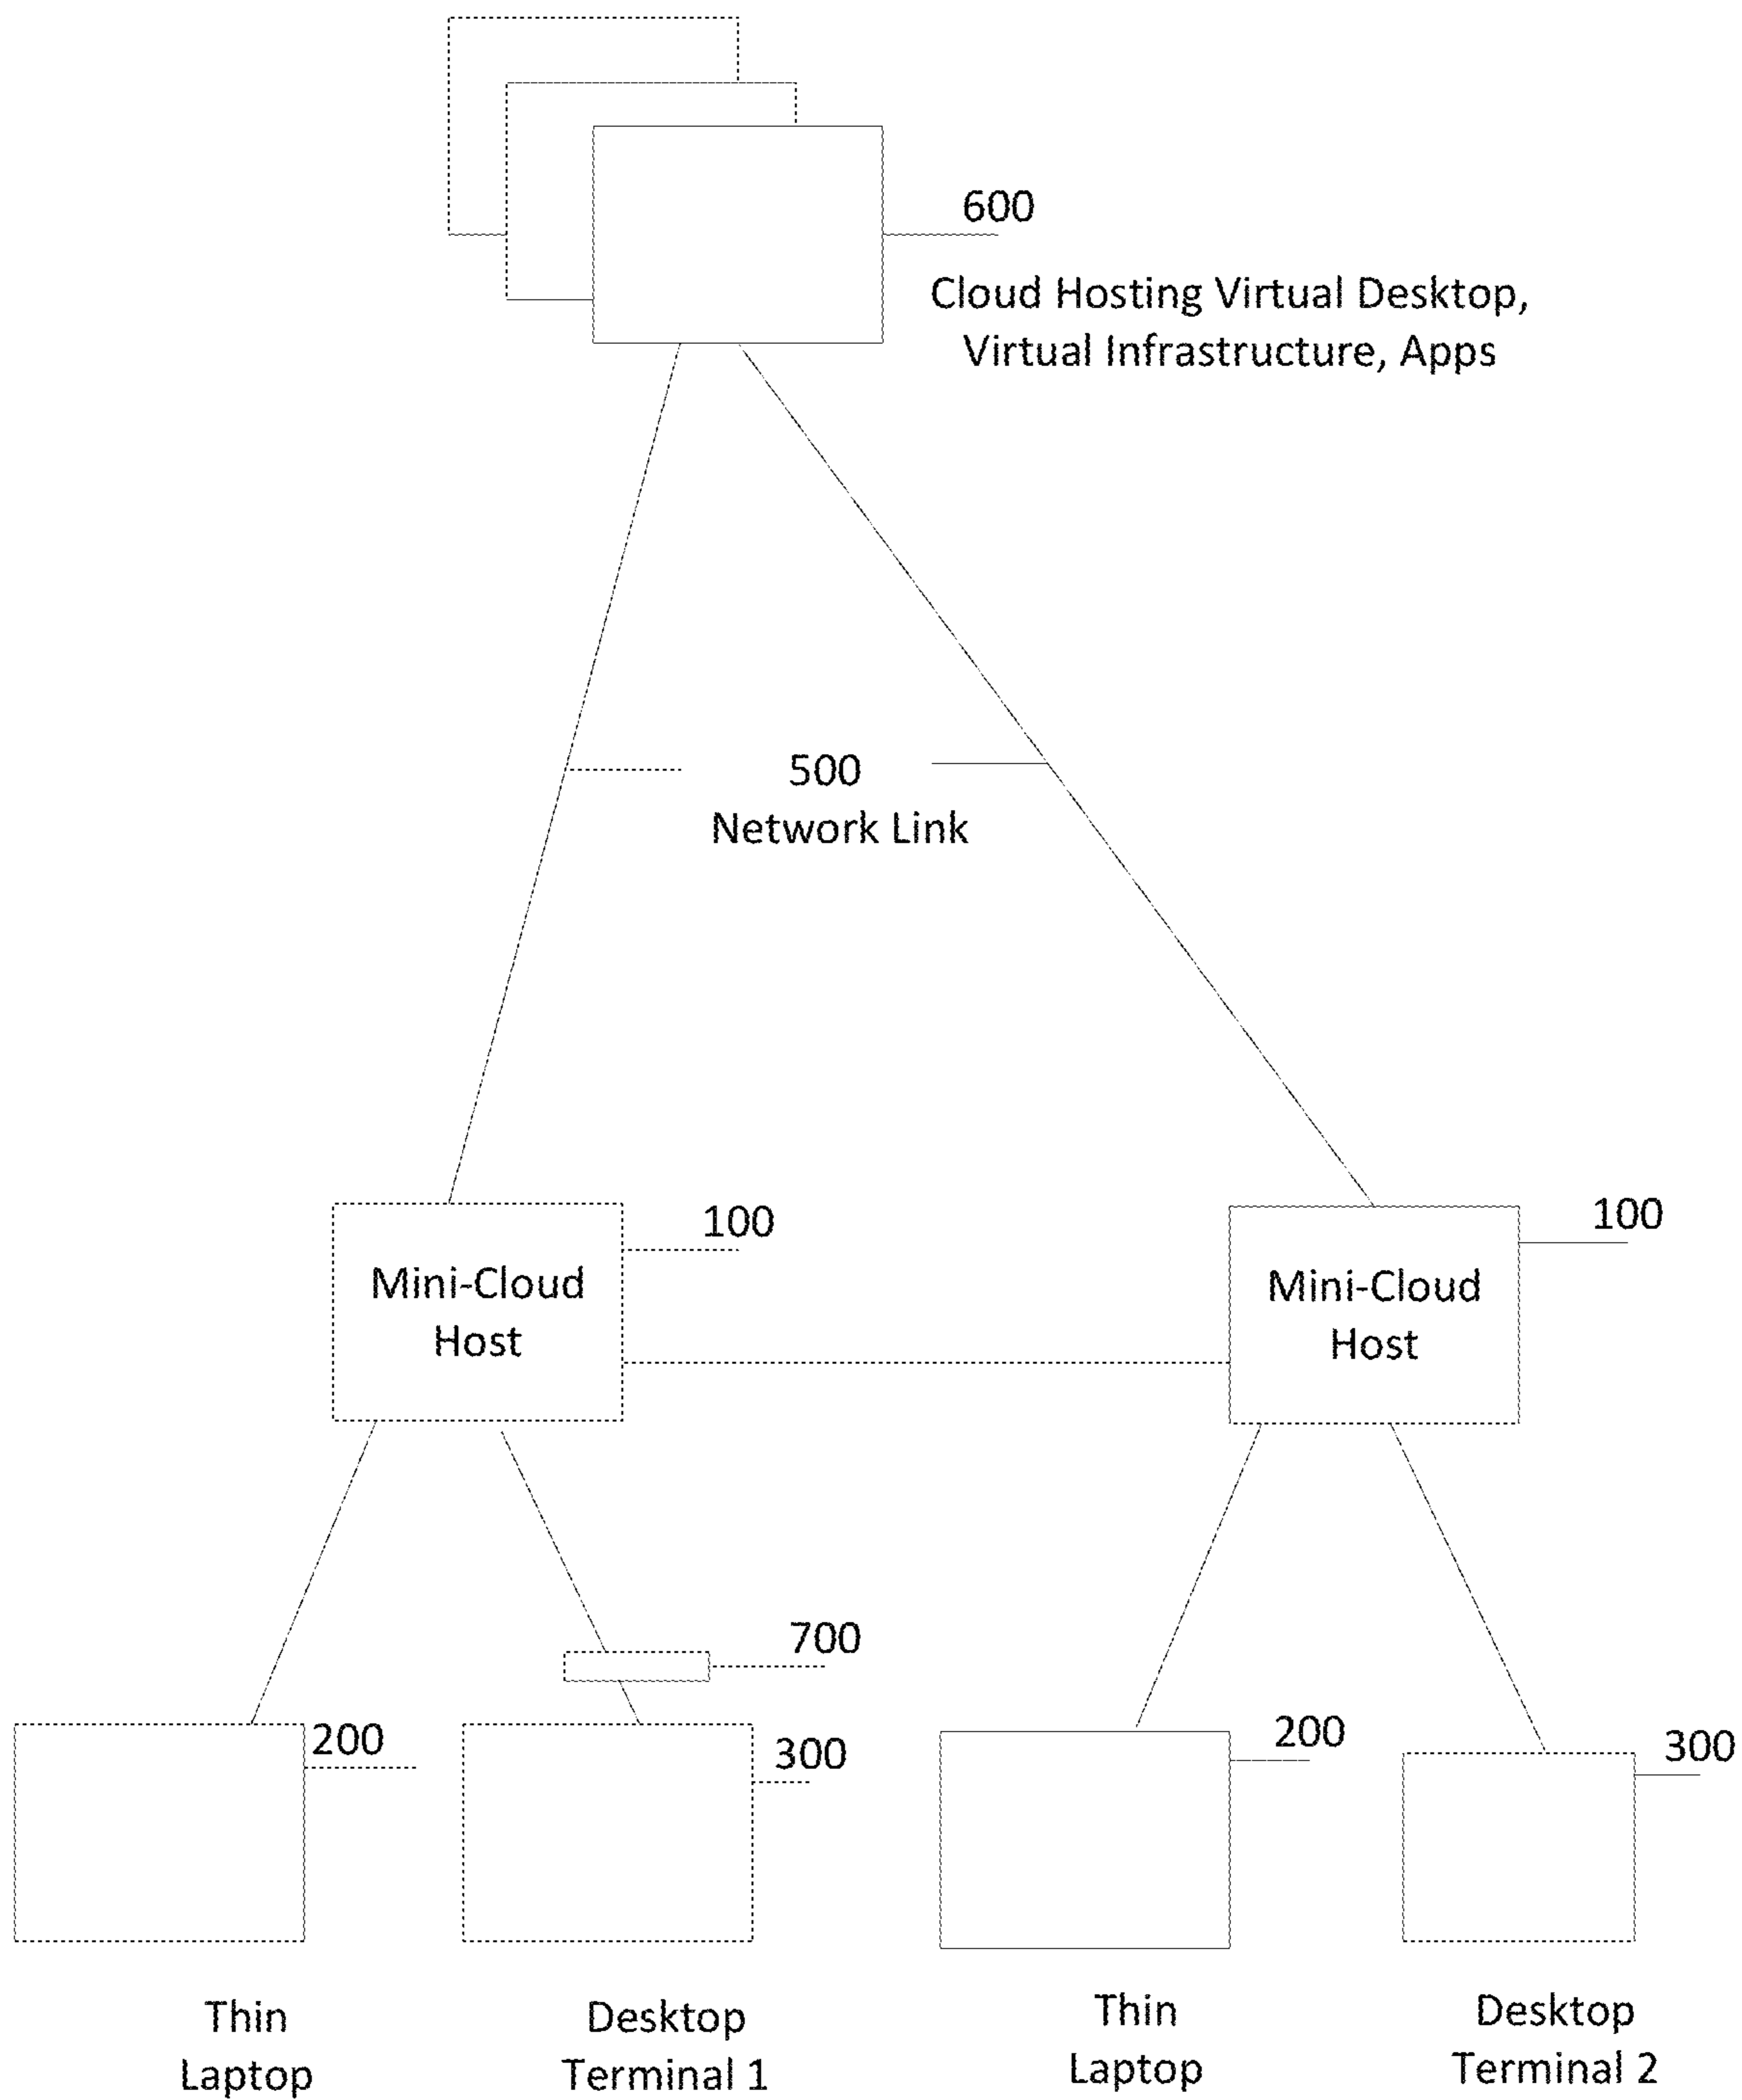 600
Cloud Hosting Virtual Desktop,
Virtual Infrastructure, Apps
500
Network Link
100
Mini-Cloud
Host
100
Mini-Cloud
Host
700
200
300
200
300
Thin
Laptop
Desktop
Terminal 1
Thin
Laptop
Desktop
Terminal 2